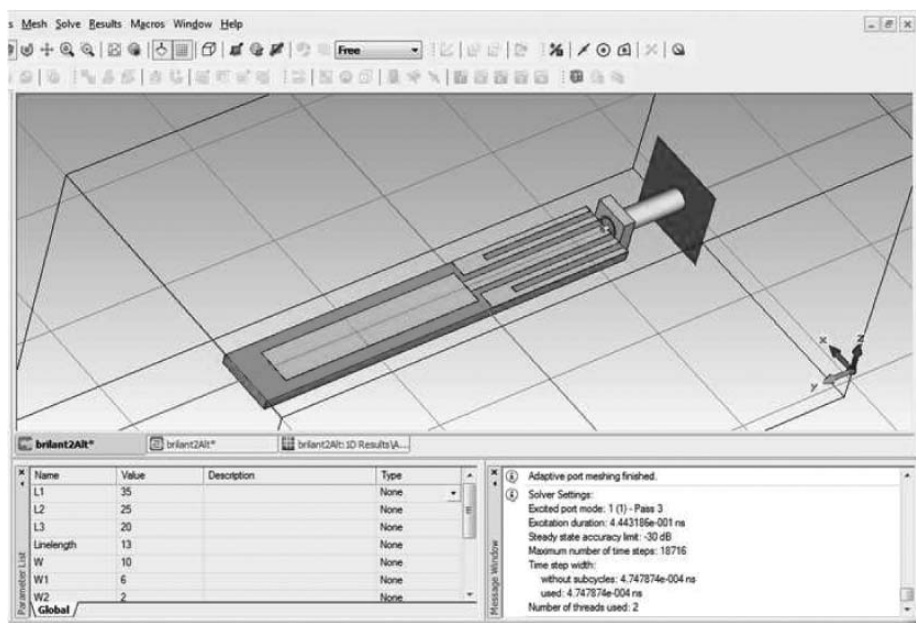 s Mesh Solve Results Macros Window Help
Free
x
z
y
brilant2Alt*
brilant2Alt*
brilant2Alt: 1D Results\A...
Parameter List
Name Value Description Type
L1 35 None
L2 25 None
L3 20 None
Linelength 13 None
W 10 None
W1 6 None
W2 2 None
Global
Message Window
Adaptive port meshing finished.
Solver Settings:
Excited port mode: 1 (1) - Pass 3
Excitation duration: 4.443186e-001 ns
Steady state accuracy limit: -30 dB
Maximum number of time steps: 18716
Time step width:
without subcycles: 4.747874e-004 ns
used: 4.747874e-004 ns
Number of threads used: 2